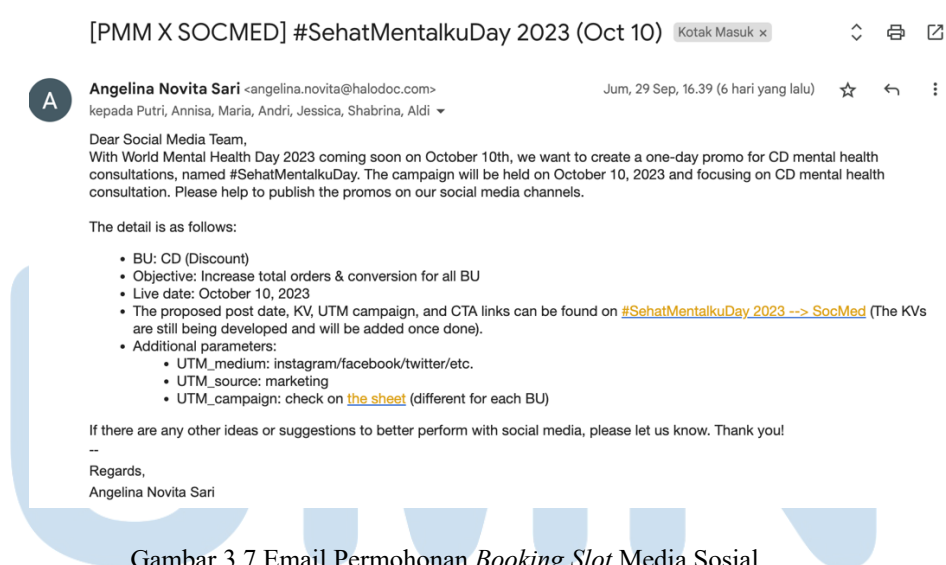 [PMM X SOCMED] #SehatMentalkuDay 2023 (Oct 10) Kotak Masuk ×
A
Angelina Novita Sari <angelina.novita@halodoc.com> Jum, 29 Sep, 16.39 (6 hari yang lalu)
kepada Putri, Annisa, Maria, Andri, Jessica, Shabrina, Aldi
Dear Social Media Team,
With World Mental Health Day 2023 coming soon on October 10th, we want to create a one-day promo for CD mental health
consultations, named #SehatMentalkuDay. The campaign will be held on October 10, 2023 and focusing on CD mental health
consultation. Please help to publish the promos on our social media channels.
The detail is as follows:
• BU: CD (Discount)
• Objective: Increase total orders & conversion for all BU
• Live date: October 10, 2023
• The proposed post date, KV, UTM campaign, and CTA links can be found on #SehatMentalkuDay 2023 --> SocMed (The KVs
are still being developed and will be added once done).
• Additional parameters:
• UTM_medium: instagram/facebook/twitter/etc.
• UTM_source: marketing
• UTM_campaign: check on the sheet (different for each BU)
If there are any other ideas or suggestions to better perform with social media, please let us know. Thank you!
--
Regards,
Angelina Novita Sari
Gambar 3.7 Email Permohonan Booking Slot Media Sosial